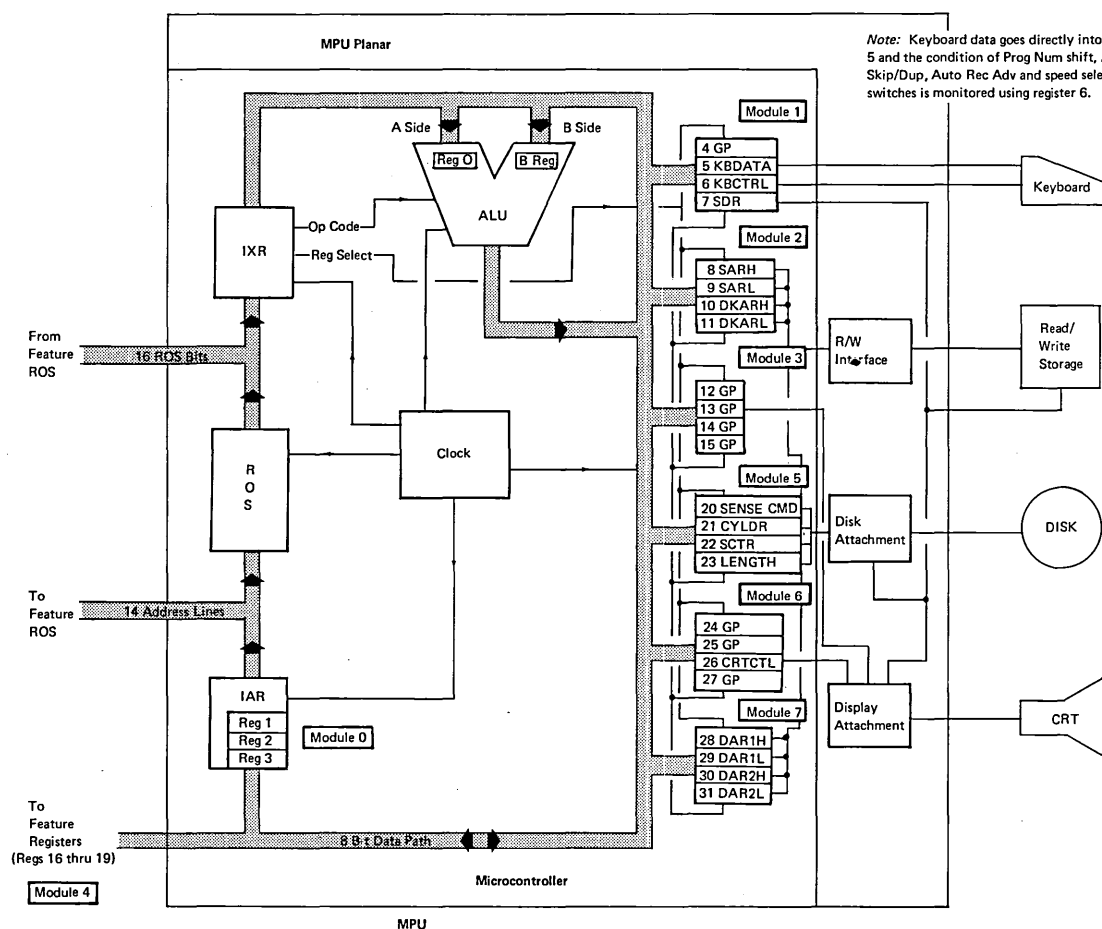 MPU Planar
Note: Keyboard data goes directly into
5 and the condition of Prog Num shift,
Skip/Dup, Auto Rec Adv and speed sele
switches is monitored using register 6.
Module 1
A Side
B Side
Reg O
B Reg
ALU
4 GP
5 KBDATA
6 KBCTRL
7 SDR
Keyboard
IXR
Op Code
Reg Select
Module 2
8 SARH
9 SARL
10 DKARH
11 DKARL
From
Feature
ROS
16 ROS Bits
Module 3
R/W
Interface
Read/
Write
Storage
12 GP
13 GP
14 GP
15 GP
ROS
Clock
Module 5
20 SENSE CMD
21 CYLDR
22 SCTR
23 LENGTH
Disk
Attachment
DISK
To
Feature
ROS
14 Address Lines
Module 6
24 GP
25 GP
26 CRTCTL
27 GP
IAR
Reg 1
Reg 2
Reg 3
Module 0
Module 7
28 DAR1H
29 DAR1L
30 DAR2H
31 DAR2L
Display
Attachment
CRT
To
Feature
Registers
(Regs 16 thru 19)
8 Bit Data Path
Module 4
Microcontroller
MPU